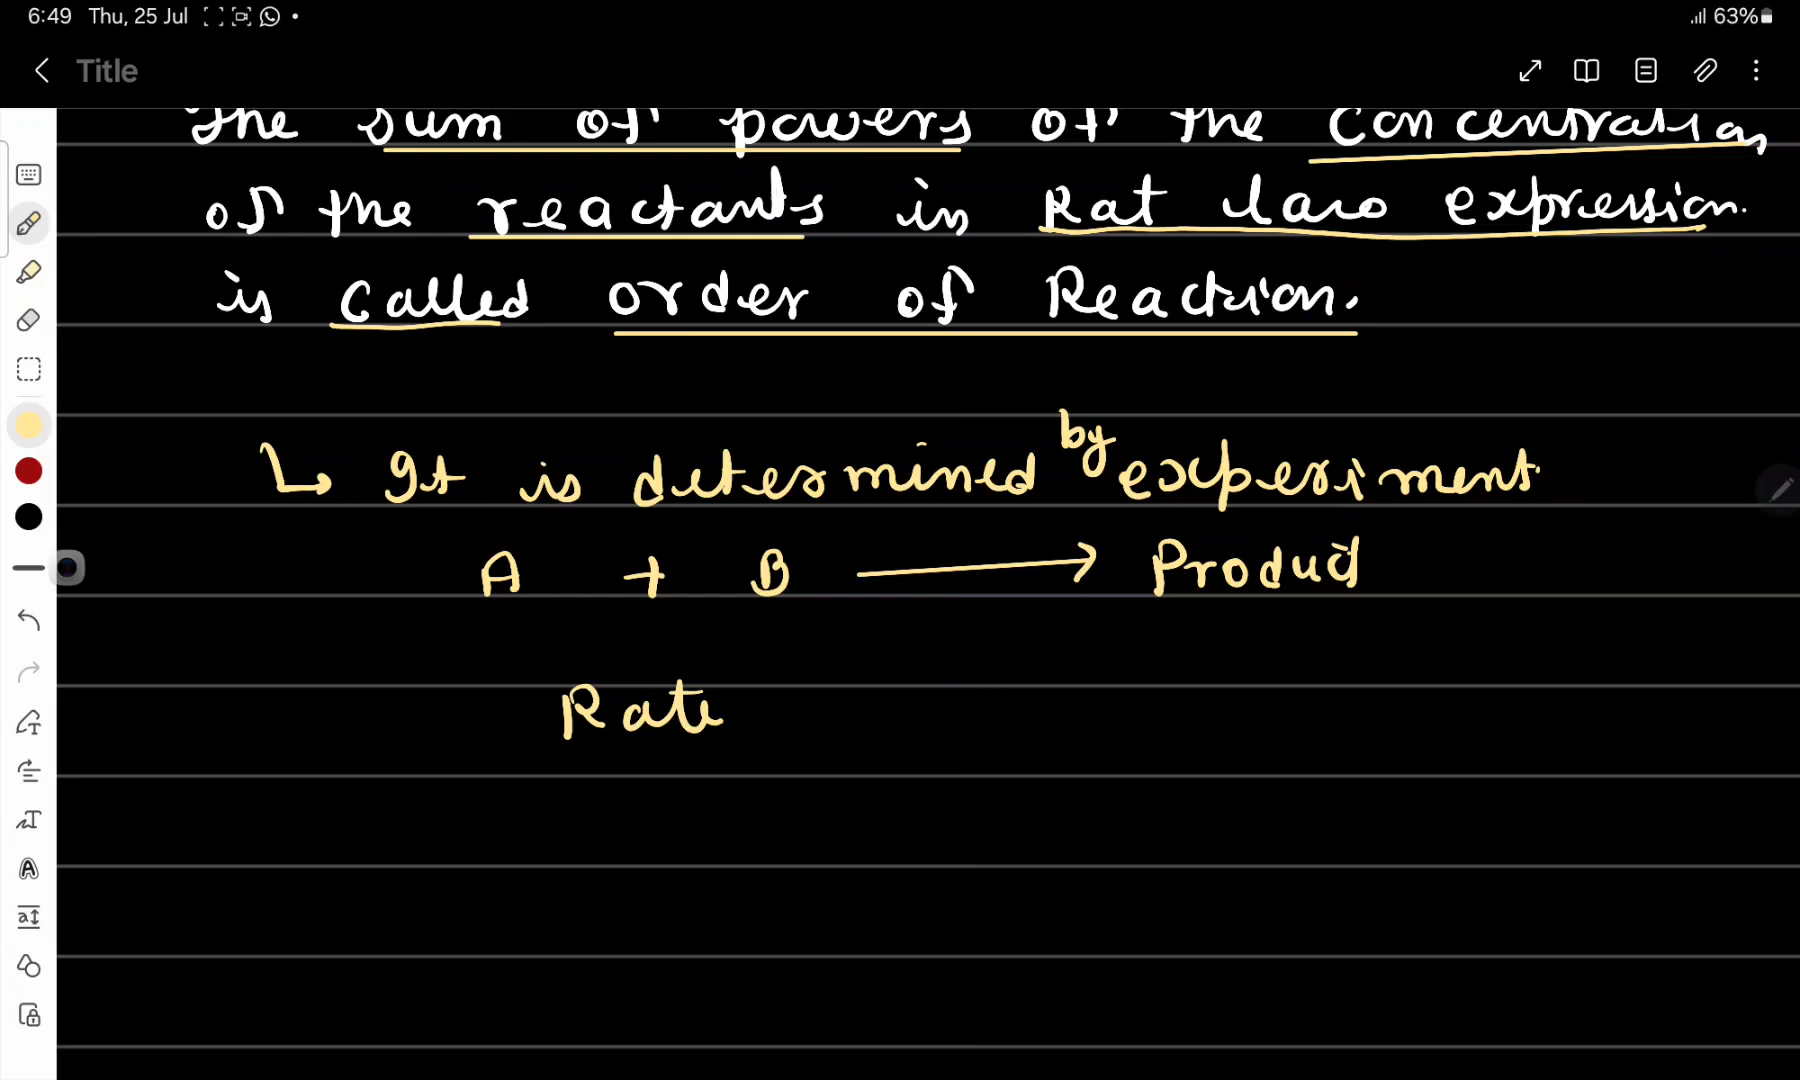 6:49 Thu, 25 Jul 63%
Title
The sum of powers of the Concentration
of the reactants in Rat law expression.
is Called order of Reaction.
It is determined by experiment
A + B → Product
Rate